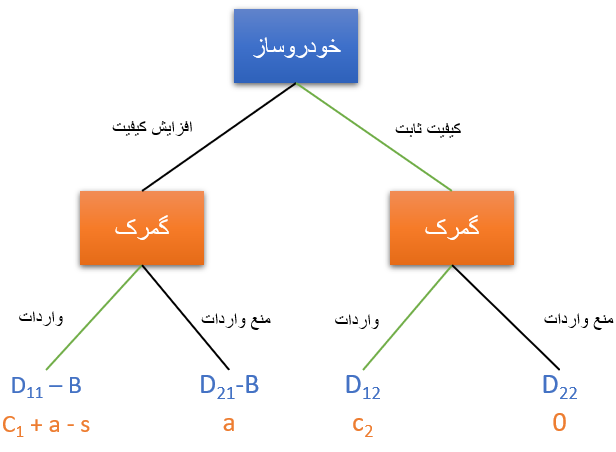 خودروساز
افزایش کیفیت
کیفیت ثابت
گمرک
گمرک
واردات
منع واردات
واردات
منع واردات
D₁₁ – B
D₂₁-B
D₁₂
D₂₂
C₁ + a - s
a
c₂
0